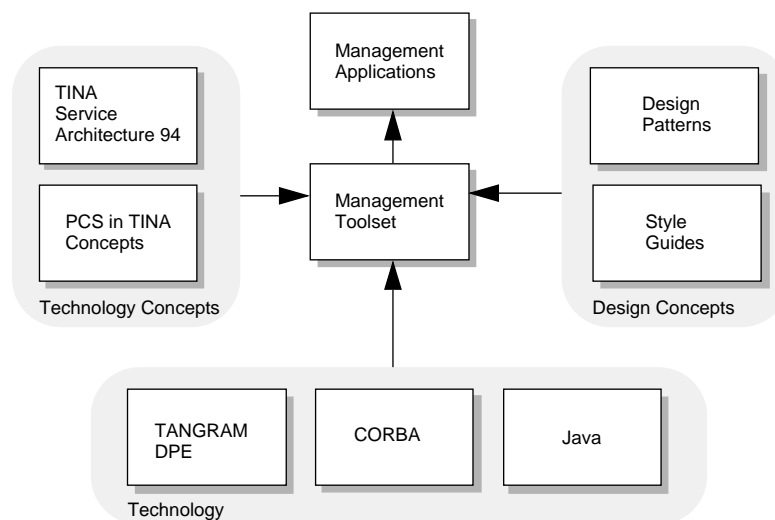 Management
Applications
TINA
Service
Architecture 94
PCS in TINA
Concepts
Technology Concepts
Management
Toolset
Design
Patterns
Style
Guides
Design Concepts
TANGRAM
DPE
CORBA
Java
Technology